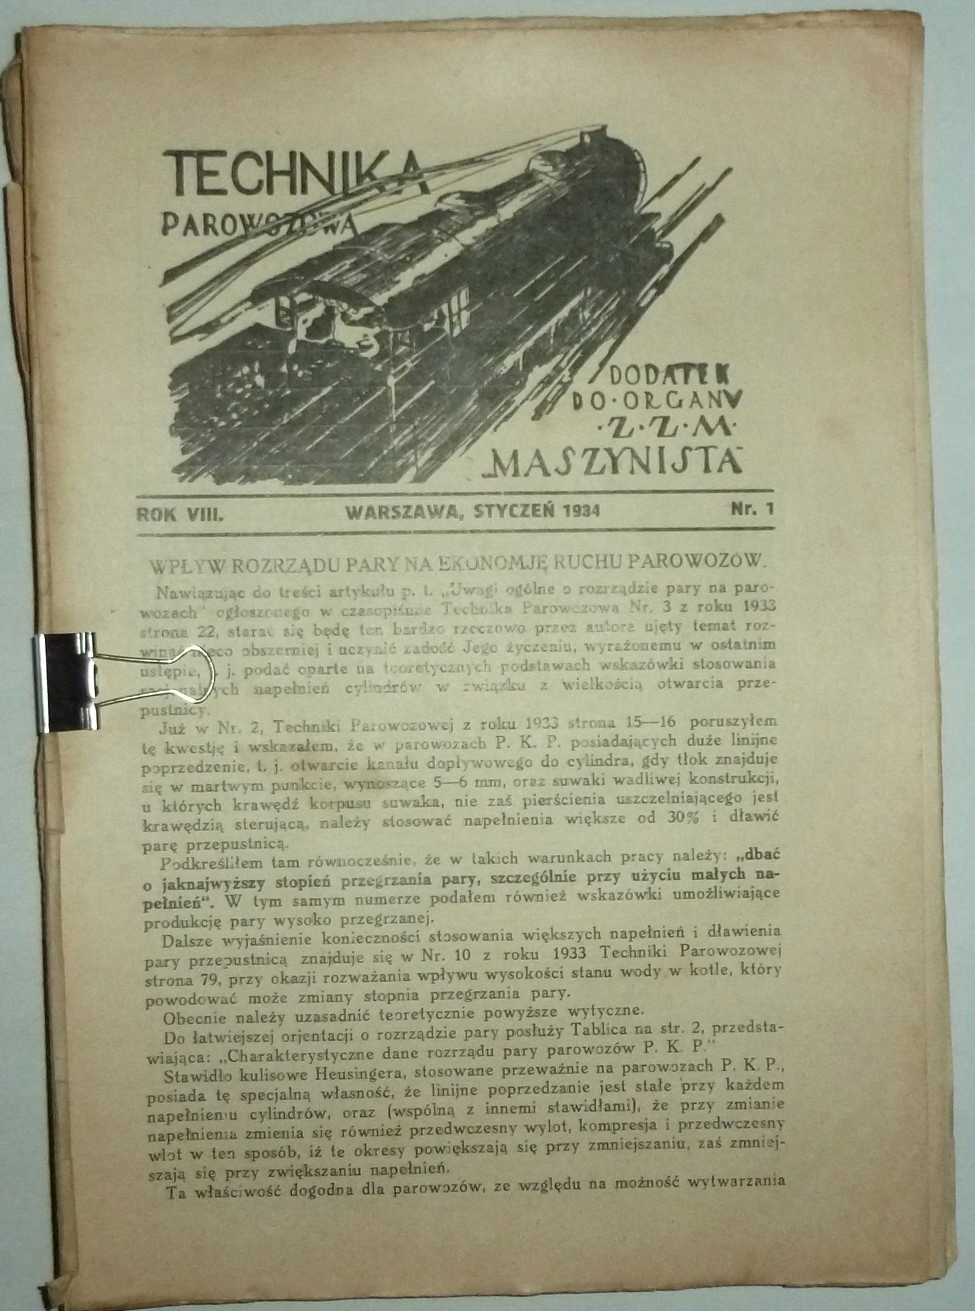 TECHNIKA
PAROWOZOWA
DODATEK
DO·ORGANU
·Z·Z·M·
„MASZYNISTA”
ROK VIII. WARSZAWA, STYCZEŃ 1934 Nr. 1
WPŁYW ROZRZĄDU PARY NA EKONOMJĘ RUCHU PAROWOZÓW.
Nawiązując do treści artykułu p. t. „Uwagi ogólne o rozrządzie pary na paro-
wozach” ogłoszonego w czasopiśmie Technika Parowozowa Nr. 3 z roku 1933
strona 22, starać się będę ten bardzo rzeczowo przez autora ujęty temat roz-
winąć nieco obszerniej i uczynić zadość Jego życzeniu, wyrażonemu w ostatnim
ustępie, j. podać oparte na teoretycznych podstawach wskazówki stosowania
napełnień cylindrów w związku z wielkością otwarcia prze-
pustnicy.
Już w Nr. 2, Techniki Parowozowej z roku 1933 strona 15—16 poruszyłem
tę kwestję i wskazałem, że w parowozach P. K. P. posiadających duże linijne
poprzedzenie, t. j. otwarcie kanału dopływowego do cylindra, gdy tłok znajduje
się w martwym punkcie, wynoszące 5—6 mm, oraz suwaki wadliwej konstrukcji,
u których krawędź korpusu suwaka, nie zaś pierścienia uszczelniającego jest
krawędzią sterującą, należy stosować napełnienia większe od 30% i dławić
parę przepustnicą.
Podkreśliłem tam równocześnie, że w takich warunkach pracy należy: „dbać
o jaknajwyższy stopień przegrzania pary, szczególnie przy użyciu małych na-
pełnień“. W tym samym numerze podałem również wskazówki umożliwiające
produkcję pary wysoko przegrzanej.
Dalsze wyjaśnienie konieczności stosowania większych napełnień i dławienia
pary przepustnicą znajduje się w Nr. 10 z roku 1933 Techniki Parowozowej
strona 79, przy okazji rozważania wpływu wysokości stanu wody w kotle, który
powodować może zmiany stopnia przegrzania pary.
Obecnie należy uzasadnić teoretycznie powyższe wytyczne.
Do łatwiejszej orjentacji o rozrządzie pary posłuży Tablica na str. 2, przedsta-
wiająca: „Charakterystyczne dane rozrządu pary parowozów P. K. P.”
Stawidło kulisowe Heusingera, stosowane przeważnie na parowozach P. K. P.,
posiada tę specjalną własność, że linijne poprzedzanie jest stałe przy każdem
napełnieniu cylindrów, oraz (wspólną z innemi stawidłami), że przy zmianie
napełnienia zmienia się również przedwczesny wylot, kompresja i przedwczesny
wlot w ten sposób, iż te okresy powiększają się przy zmniejszaniu, zaś zmniej-
szają się przy zwiększaniu napełnień.
Ta właściwość dogodna dla parowozów, ze względu na możność wytwarzania